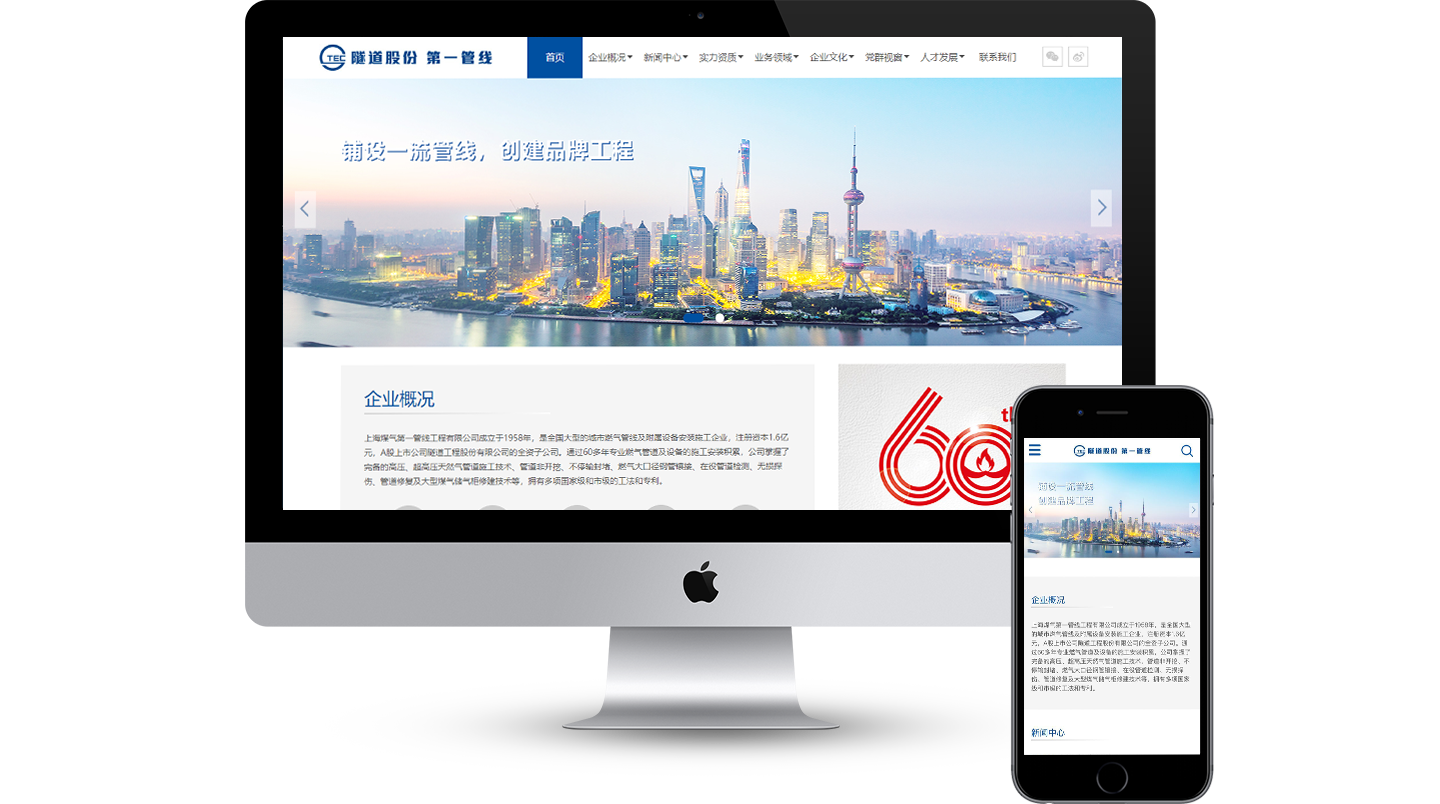 STEC 隧道股份 第一管线
首页 企业概况 新闻中心 实力资质 业务领域 企业文化 党群视窗 人才发展 联系我们
铺设一流管线，创建品牌工程
企业概况
上海煤气第一管线工程有限公司成立于1958年，是全国大型的城市燃气管线及附属设备安装施工企业，注册资本1.6亿
元，A股上市公司隧道工程股份有限公司的全资子公司。通过60多年专业燃气管道及设备的施工安装积累，公司掌握了
完备的高压、超高压天然气管道施工技术、管道非开挖、不停输封堵、燃气大口径钢管镶接、在役管道检测、无损探
伤、管道修复及大型煤气储气柜修建技术等，拥有多项国家级和市级的工法和专利。
60th
STEC 隧道股份 第一管线
铺设一流管线
创建品牌工程
企业概况
上海煤气第一管线工程有限公司成立于1958年，是全国大型
的城市燃气管线及附属设备安装施工企业，注册资本1.6亿
元，A股上市公司隧道工程股份有限公司的全资子公司。通
过60多年专业燃气管道及设备的施工安装积累，公司掌握了
完备的高压、超高压天然气管道施工技术、管道非开挖、不
停输封堵、燃气大口径钢管镶接、在役管道检测、无损探
伤、管道修复及大型煤气储气柜修建技术等，拥有多项国家
级和市级的工法和专利。
新闻中心